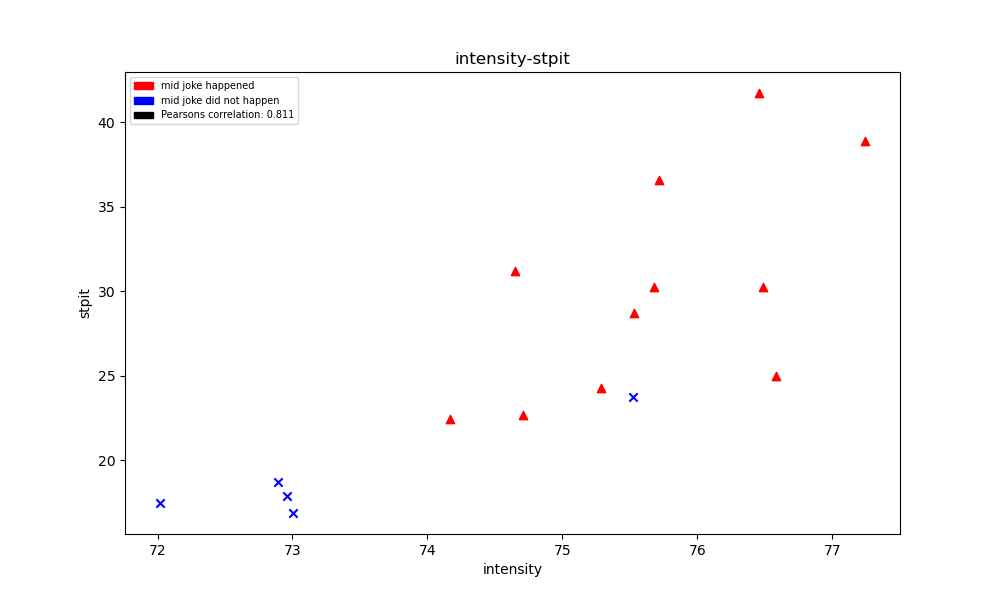 intensity-stpit
mid joke happened
mid joke did not happen
Pearsons correlation: 0.811
40
35
30
25
20
stpit
72 73 74 75 76 77
intensity